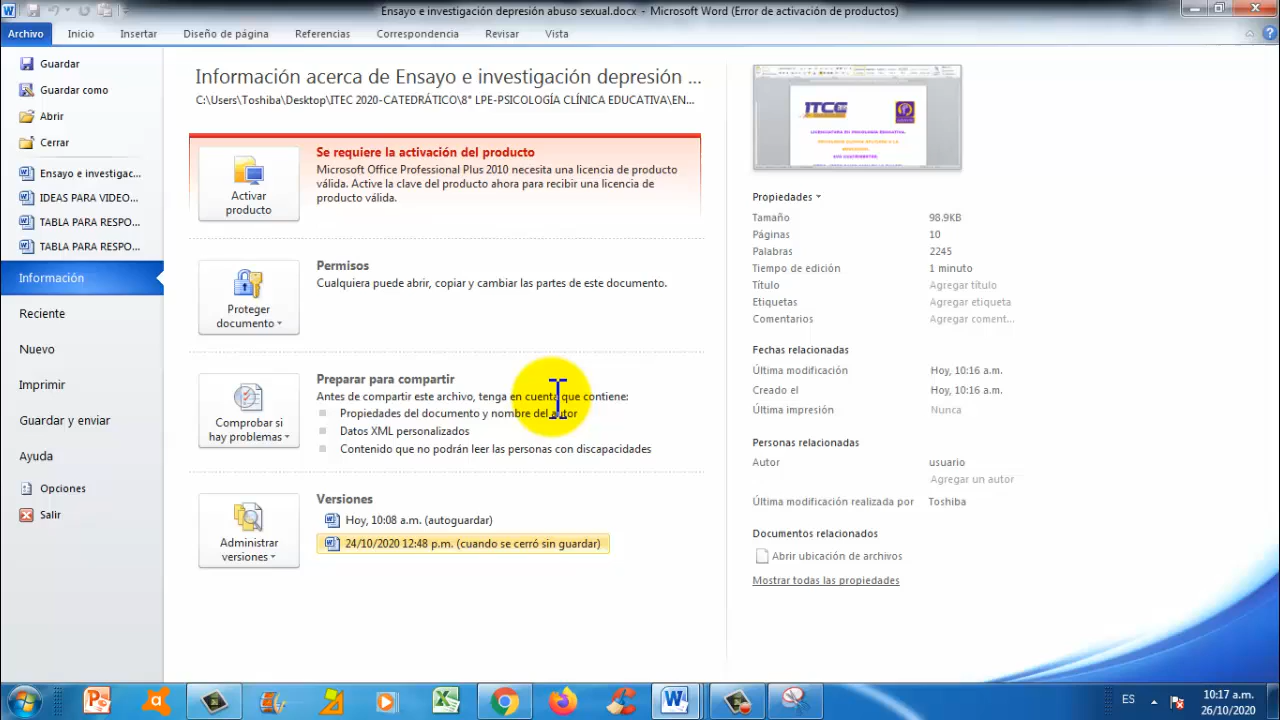 Ensayo e investigación depresión abuso sexual.docx - Microsoft Word (Error de activación de productos)
Archivo Inicio Insertar Diseño de página Referencias Correspondencia Revisar Vista
Guardar
Guardar como
Abrir
Cerrar
Ensayo e investigac...
IDEAS PARA VIDEO...
TABLA PARA RESPO...
TABLA PARA RESPO...
Información
Reciente
Nuevo
Imprimir
Guardar y enviar
Ayuda
Opciones
Salir
Información acerca de Ensayo e investigación depresión ...
C:\Users\Toshiba\Desktop\ITEC 2020-CATEDRÁTICO\8° LPE-PSICOLOGÍA CLÍNICA EDUCATIVA\EN...
Activar
producto
Se requiere la activación del producto
Microsoft Office Professional Plus 2010 necesita una licencia de producto
válida. Active la clave del producto ahora para recibir una licencia de
producto válida.
Proteger
documento
Permisos
Cualquiera puede abrir, copiar y cambiar las partes de este documento.
Comprobar si
hay problemas
Preparar para compartir
Antes de compartir este archivo, tenga en cuenta que contiene:
Propiedades del documento y nombre del autor
Datos XML personalizados
Contenido que no podrán leer las personas con discapacidades
Administrar
versiones
Versiones
Hoy, 10:08 a.m. (autoguardar)
24/10/2020 12:48 p.m. (cuando se cerró sin guardar)
ITCE
LICENCIATURA EN PSICOLOGÍA EDUCATIVA.
Propiedades
Tamaño 98.9KB
Páginas 10
Palabras 2245
Tiempo de edición 1 minuto
Título Agregar título
Etiquetas Agregar etiqueta
Comentarios Agregar coment...
Fechas relacionadas
Última modificación Hoy, 10:16 a.m.
Creado el Hoy, 10:16 a.m.
Última impresión Nunca
Personas relacionadas
Autor usuario
Agregar un autor
Última modificación realizada por Toshiba
Documentos relacionados
Abrir ubicación de archivos
Mostrar todas las propiedades
ES
10:17 a.m.
26/10/2020